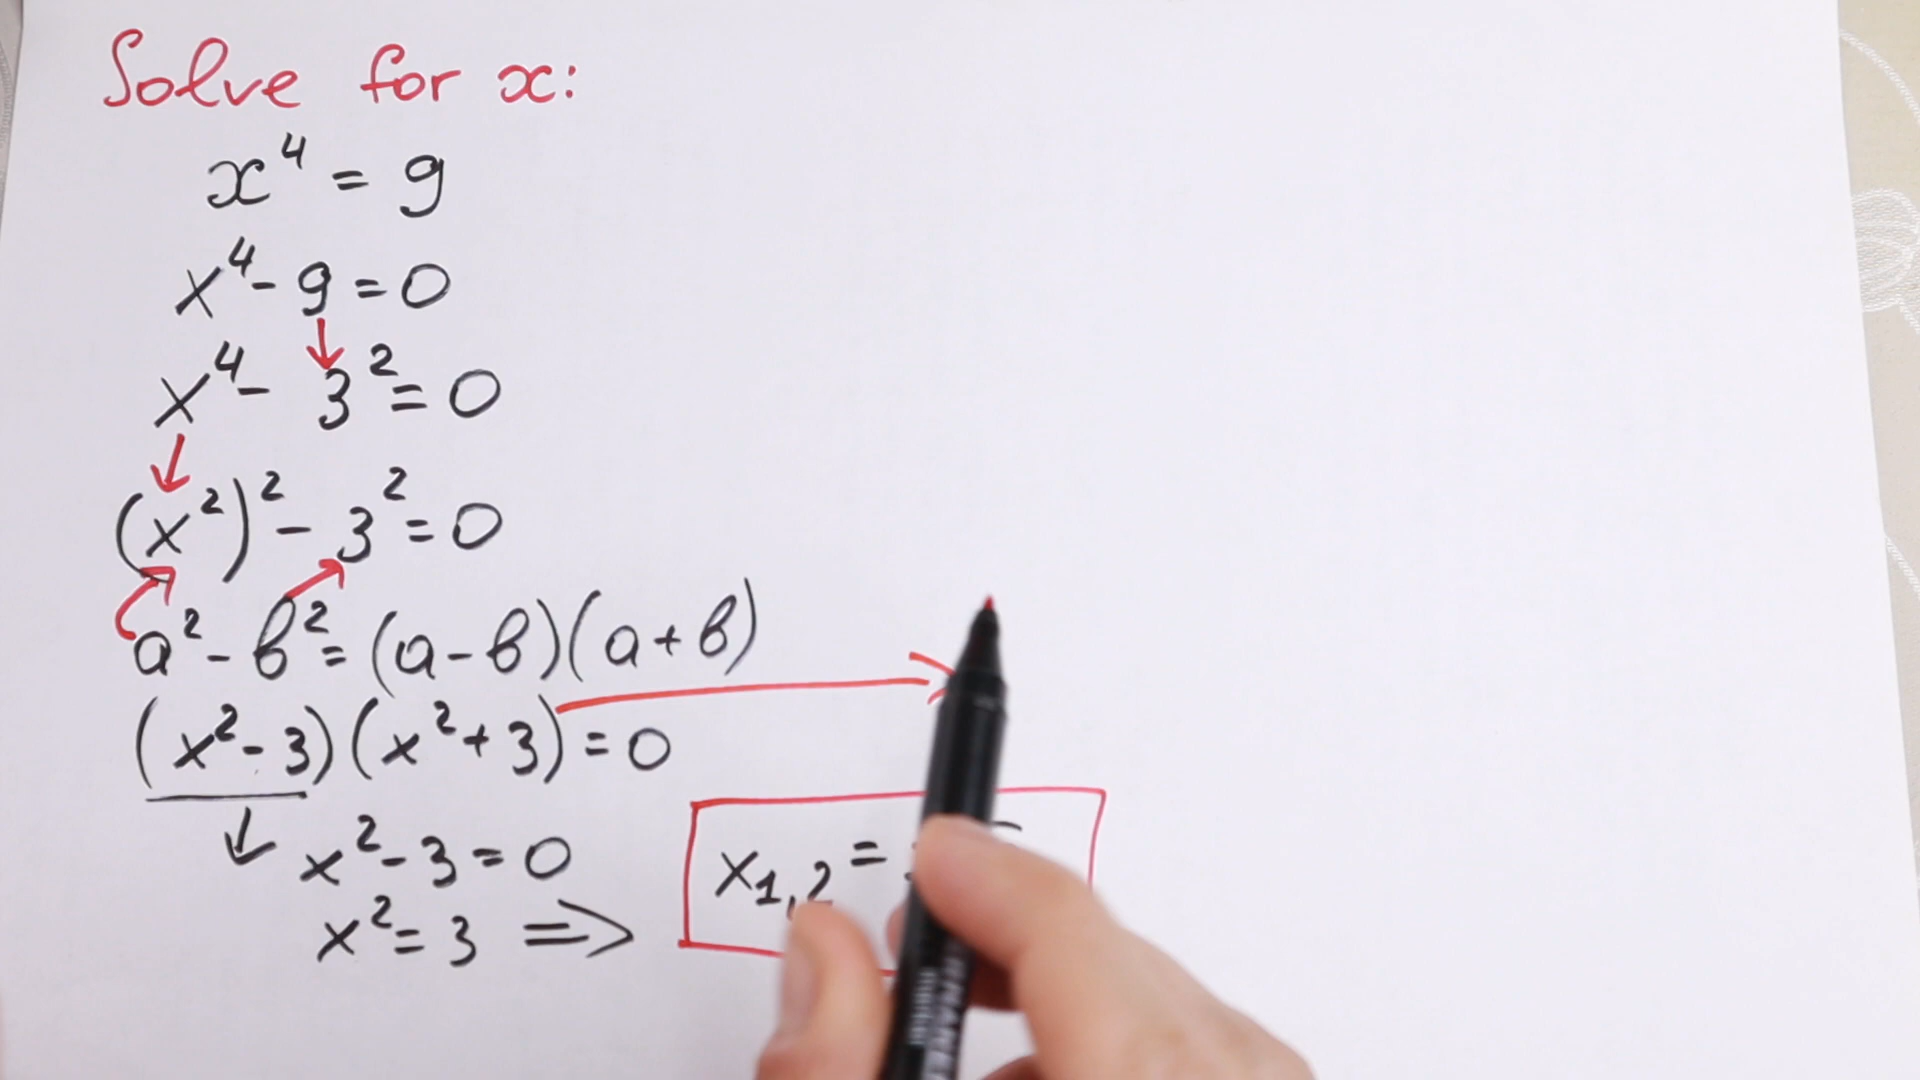 Solve for x:
x⁴ = 9
x⁴ - 9 = 0
x⁴ - 3² = 0
(x²)² - 3² = 0
a² - b² = (a - b)(a + b)
(x² - 3)(x² + 3) = 0
x² - 3 = 0
x² = 3 ⇒
x₁,₂ =